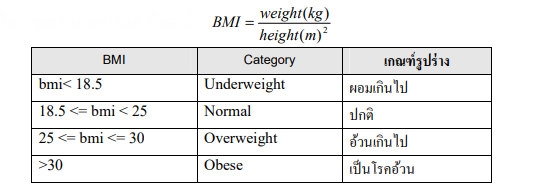 BMI = weight(kg) / height(m)²
BMI Category เกณฑ์รูปร่าง
bmi< 18.5 Underweight ผอมเกินไป
18.5 <= bmi < 25 Normal ปกติ
25 <= bmi <= 30 Overweight อ้วนเกินไป
>30 Obese เป็นโรคอ้วน